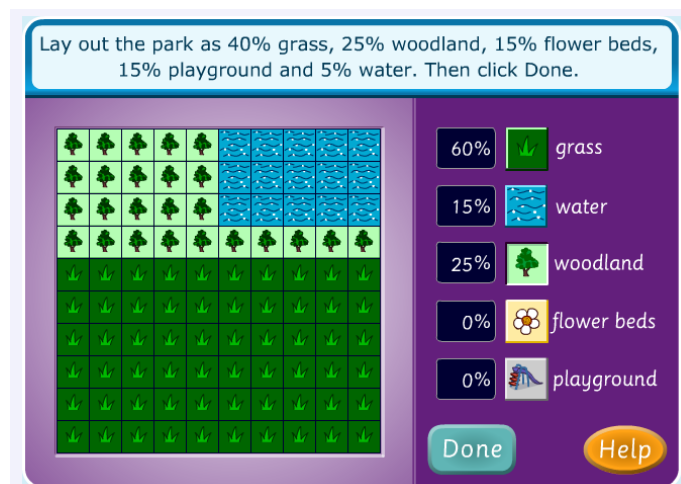 Lay out the park as 40% grass, 25% woodland, 15% flower beds,
15% playground and 5% water. Then click Done.
60% grass
15% water
25% woodland
0% flower beds
0% playground
Done Help